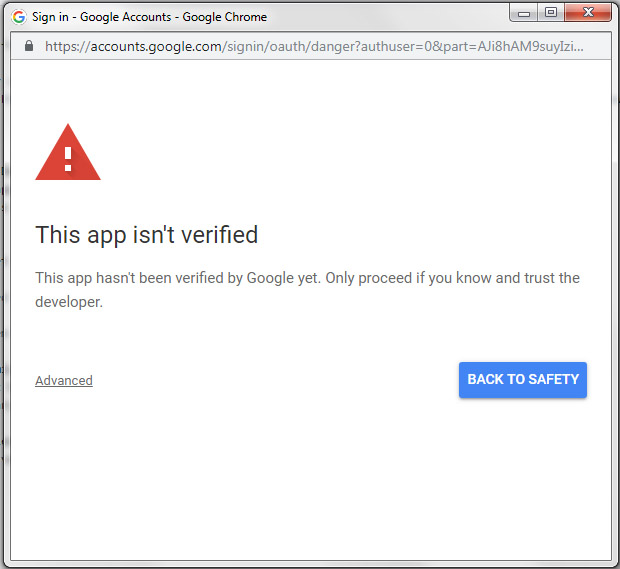 Sign in - Google Accounts - Google Chrome
https://accounts.google.com/signin/oauth/danger?authuser=0&part=AJi8hAM9suyIzi...
This app isn't verified
This app hasn't been verified by Google yet. Only proceed if you know and trust the
developer.
Advanced
BACK TO SAFETY